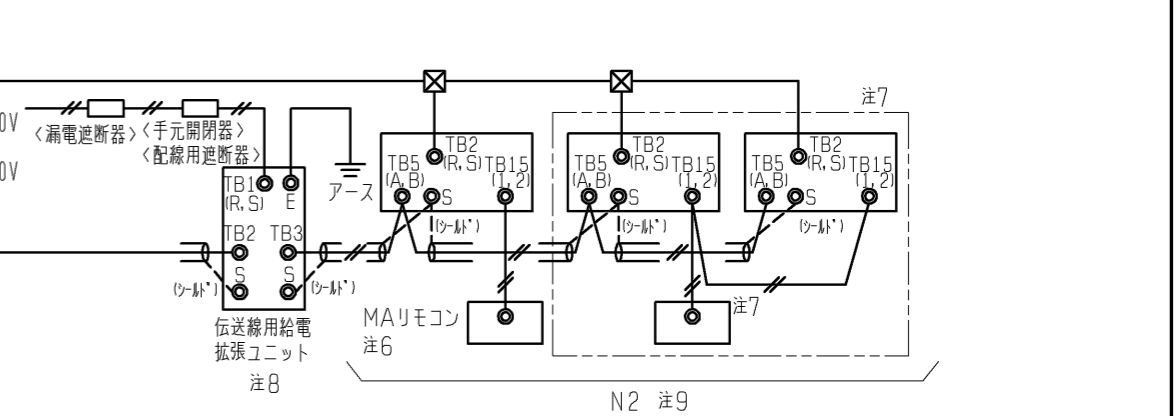 0V
0V
〈漏電遮断器〉
〈手元開閉器〉
〈配線用遮断器〉
TB1
(R,S)
E
アース
TB2
TB3
S
S
(シールド)
(シールド)
伝送線用給電
拡張ユニット
注8
TB2
(R,S)
TB5
(A,B)
S
TB15
(1,2)
(シールド)
MAリモコン
注6
TB2
(R,S)
TB5
(A,B)
S
TB15
(1,2)
(シールド)
注7
注7
TB2
(R,S)
TB5
(A,B)
S
TB15
(1,2)
(シールド)
N2 注9